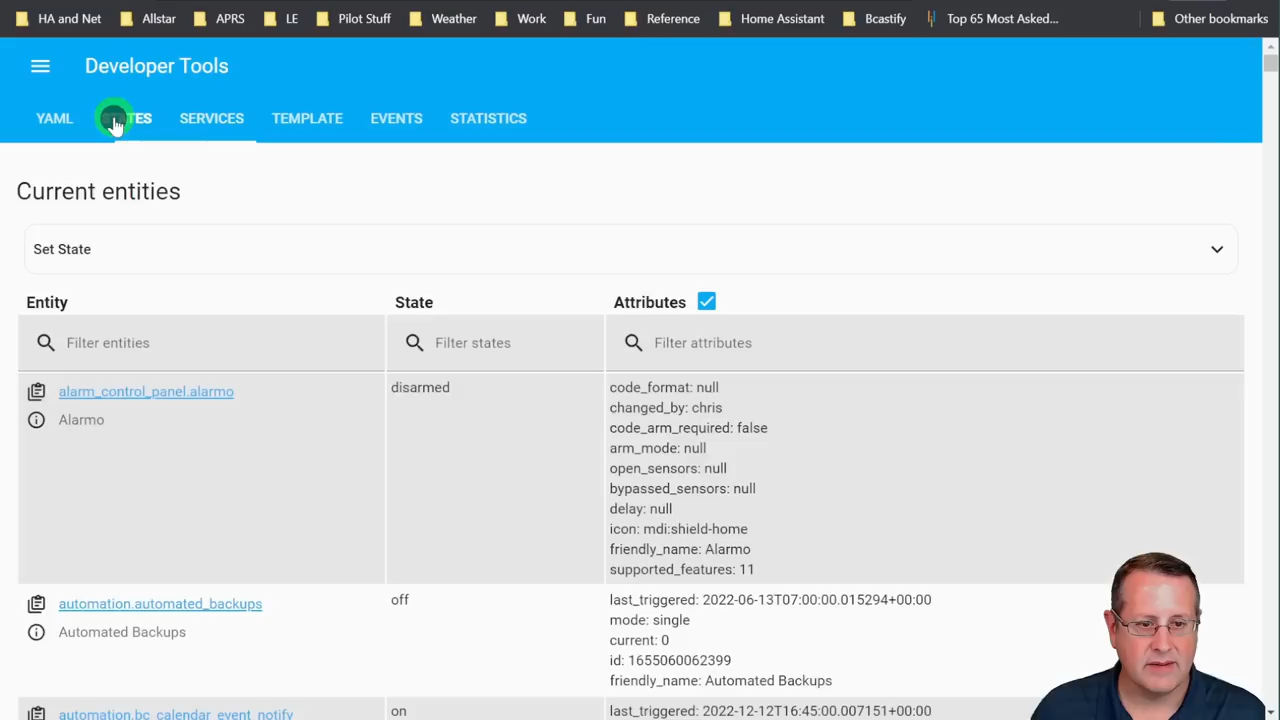 HA and Net Allstar APRS LE Pilot Stuff Weather Work Fun Reference Home Assistant Bcastify Top 65 Most Asked... Other bookmarks
Developer Tools
YAML SERVICES TEMPLATE EVENTS STATISTICS
Current entities
Set State
Entity State Attributes
Filter entities Filter states Filter attributes
alarm_control_panel.alarmo disarmed code_format: null
Alarmo changed_by: chris
code_arm_required: false
arm_mode: null
open_sensors: null
bypassed_sensors: null
delay: null
icon: mdi:shield-home
friendly_name: Alarmo
supported_features: 11
automation.automated_backups off last_triggered: 2022-06-13T07:00:00.015294+00:00
Automated Backups mode: single
current: 0
id: 1655060062399
friendly_name: Automated Backups
automation.bc_calendar_event_notify on last_triggered: 2022-12-12T16:45:00.007151+00:00